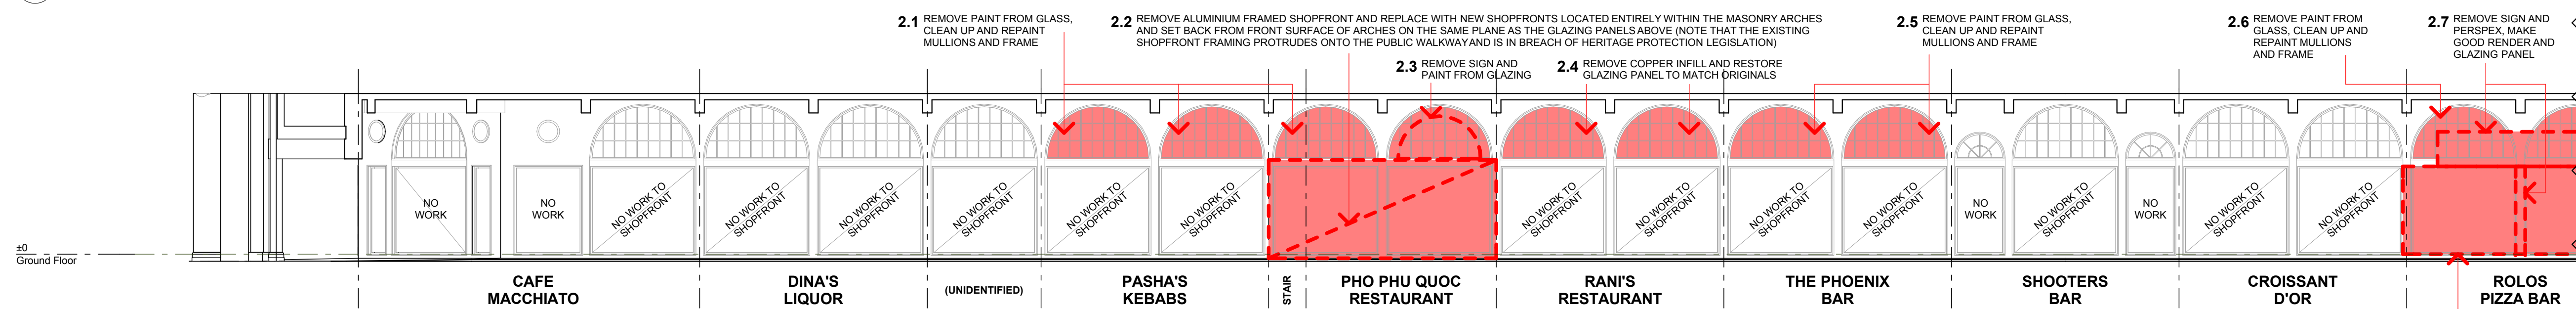 2.1 REMOVE PAINT FROM GLASS,
CLEAN UP AND REPAINT
MULLIONS AND FRAME
2.2 REMOVE ALUMINIUM FRAMED SHOPFRONT AND REPLACE WITH NEW SHOPFRONTS LOCATED ENTIRELY WITHIN THE MASONRY ARCHES
AND SET BACK FROM FRONT SURFACE OF ARCHES ON THE SAME PLANE AS THE GLAZING PANELS ABOVE (NOTE THAT THE EXISTING
SHOPFRONT FRAMING PROTRUDES ONTO THE PUBLIC WALKWAY AND IS IN BREACH OF HERITAGE PROTECTION LEGISLATION)
2.3 REMOVE SIGN AND
PAINT FROM GLAZING
2.4 REMOVE COPPER INFILL AND RESTORE
GLAZING PANEL TO MATCH ORIGINALS
2.5 REMOVE PAINT FROM GLASS,
CLEAN UP AND REPAINT
MULLIONS AND FRAME
2.6 REMOVE PAINT FROM
GLASS, CLEAN UP AND
REPAINT MULLIONS
AND FRAME
2.7 REMOVE SIGN AND
PERSPEX, MAKE
GOOD RENDER AND
GLAZING PANEL
NO
WORK
NO
WORK
NO WORK TO
SHOPFRONT
NO WORK TO
SHOPFRONT
NO WORK TO
SHOPFRONT
NO WORK TO
SHOPFRONT
NO WORK TO
SHOPFRONT
NO WORK TO
SHOPFRONT
NO WORK TO
SHOPFRONT
NO WORK TO
SHOPFRONT
NO WORK TO
SHOPFRONT
NO WORK TO
SHOPFRONT
NO
WORK
NO WORK TO
SHOPFRONT
NO
WORK
NO WORK TO
SHOPFRONT
NO WORK TO
SHOPFRONT
±0
Ground Floor
CAFE
MACCHIATO
DINA'S
LIQUOR
(UNIDENTIFIED)
PASHA'S
KEBABS
STAIR
PHO PHU QUOC
RESTAURANT
RANI'S
RESTAURANT
THE PHOENIX
BAR
SHOOTERS
BAR
CROISSANT
D'OR
ROLOS
PIZZA BAR